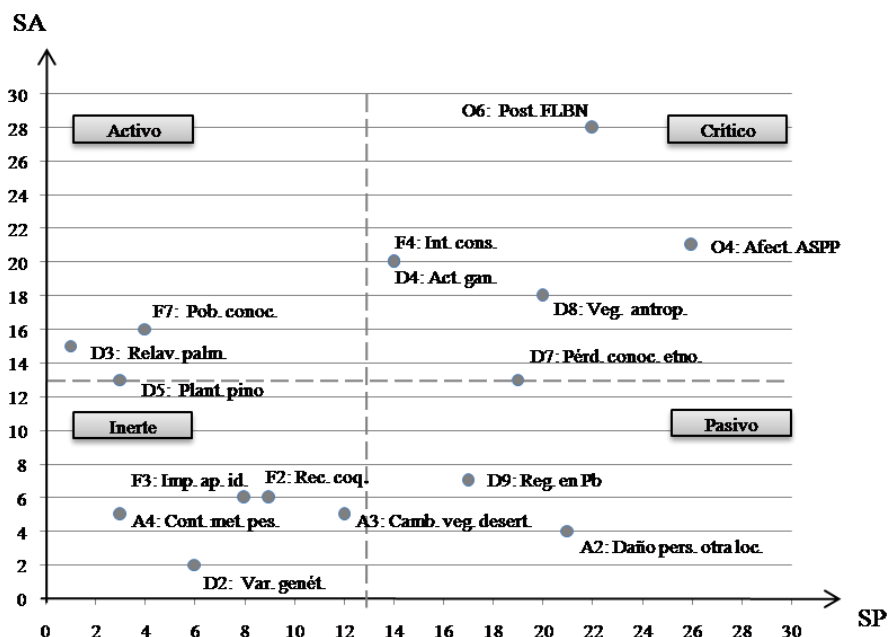 SA
30
O6: Post. FLBN
28
Activo
Crítico
26
24
22
F4: Int. cons.
O4: Afect. ASPP
20
D4: Act. gan.
18
F7: Pob. conoc.
D8: Veg. antrop.
16
14
D3: Relav. palm.
D7: Pérd. conoc. etno.
12
D5: Plant. pino
10
Inerte
Pasivo
8
F3: Imp. ap. id.
F2: Rec. coq.
D9: Reg. en Pb
6
A4: Cont. met. pes.
A3: Camb. veg. desert.
4
A2: Daño pers. otra loc.
2
D2: Var. genét.
0
0 2 4 6 8 10 12 14 16 18 20 22 24 26 28 30
SP